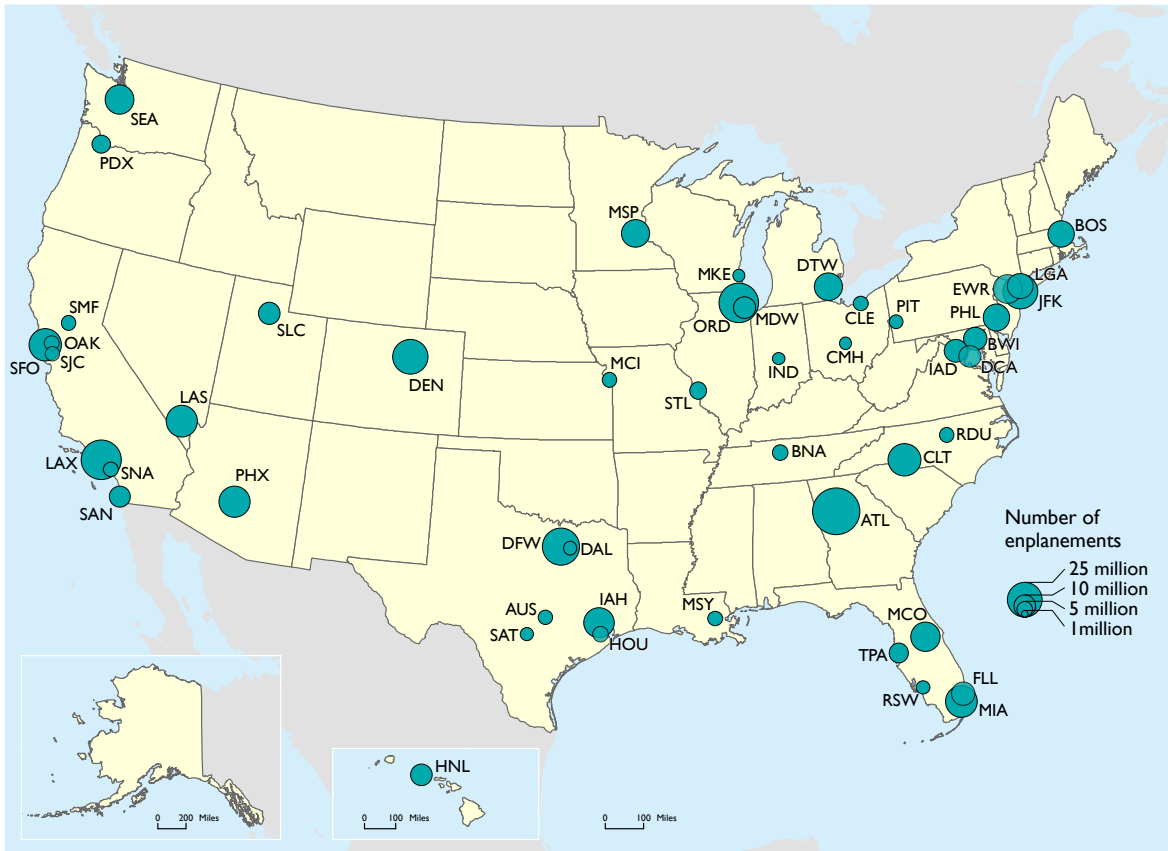 SEA
PDX
MSP
BOS
MKE
DTW
LGA
EWR
JFK
SMF
SLC
ORD
MDW
CLE
PIT
PHL
OAK
SJC
SFO
BWI
CMH
IAD
DCA
DEN
MCI
IND
LAS
STL
RDU
BNA
CLT
LAX
SNA
PHX
SAN
ATL
Number of
enplanements
DFW
DAL
25 million
10 million
5 million
1 million
IAH
AUS
MSY
MCO
SAT
HOU
TPA
FLL
RSW
MIA
HNL
0 200 Miles
0 100 Miles
0 100 Miles